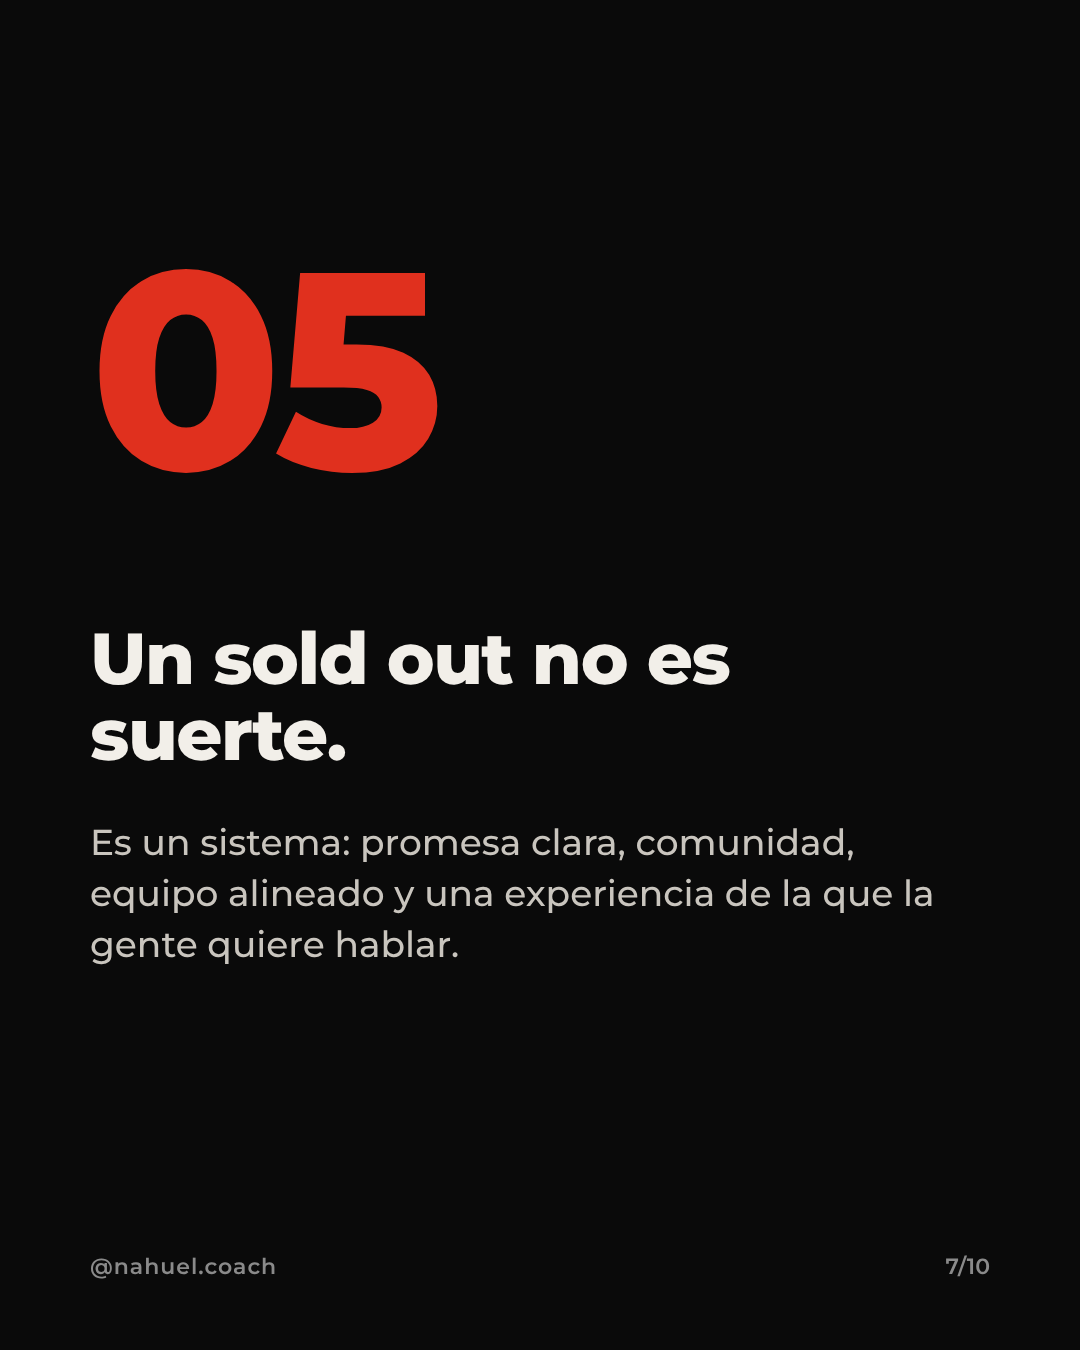 05
Un sold out no es
suerte.
Es un sistema: promesa clara, comunidad,
equipo alineado y una experiencia de la que la
gente quiere hablar.
@nahuel.coach
7/10